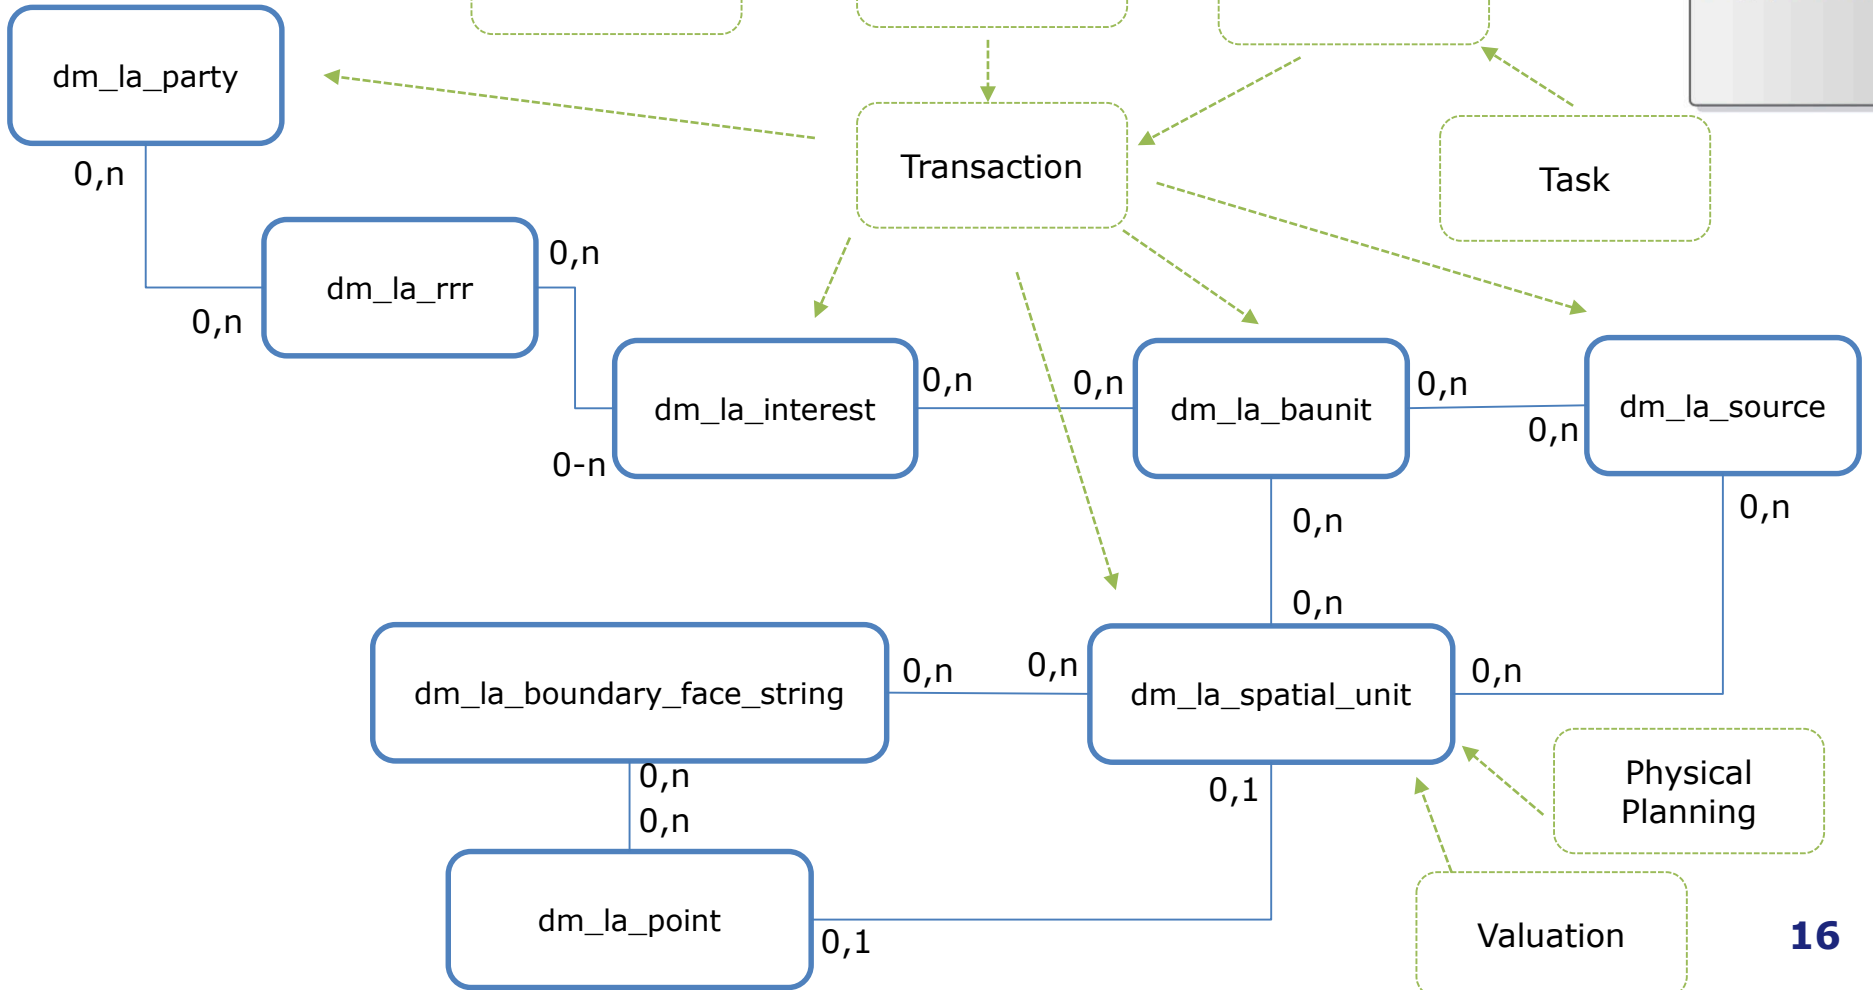 dm_la_party
0,n
Transaction
Task
dm_la_rrr
0,n
0,n
dm_la_interest
0-n
0,n
0,n
dm_la_baunit
0,n
0,n
dm_la_source
0,n
0,n
0,n
dm_la_boundary_face_string
0,n
0,n
dm_la_spatial_unit
0,n
0,n
0,n
0,1
Physical
Planning
dm_la_point
0,1
Valuation
16